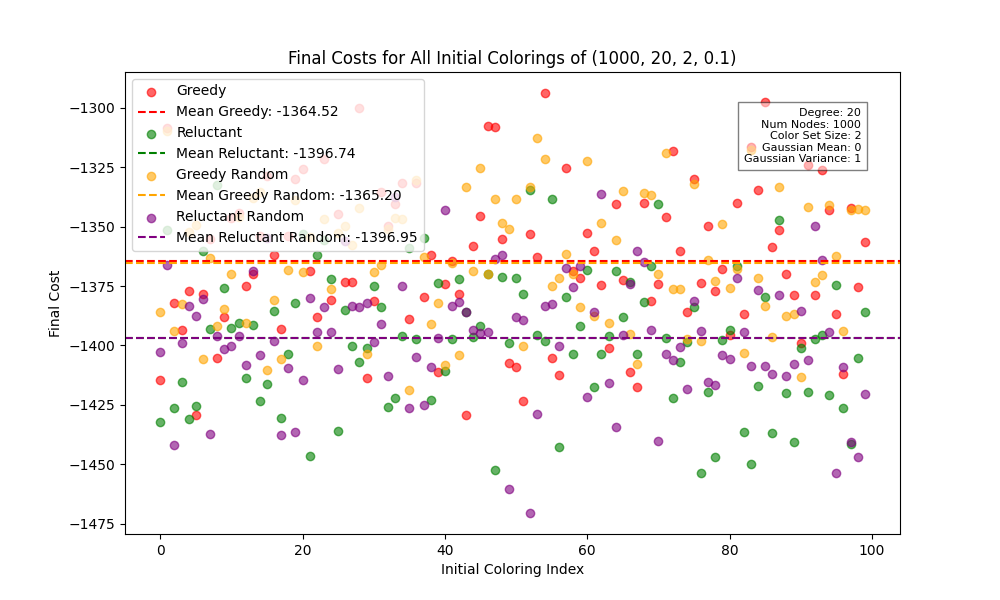 Final Costs for All Initial Colorings of (1000, 20, 2, 0.1)
Greedy
Mean Greedy: -1364.52
Reluctant
Mean Reluctant: -1396.74
Greedy Random
Mean Greedy Random: -1365.20
Reluctant Random
Mean Reluctant Random: -1396.95
Degree: 20
Num Nodes: 1000
Color Set Size: 2
Gaussian Mean: 0
Gaussian Variance: 1
Final Cost
−1300
−1325
−1350
−1375
−1400
−1425
−1450
−1475
0 20 40 60 80 100
Initial Coloring Index